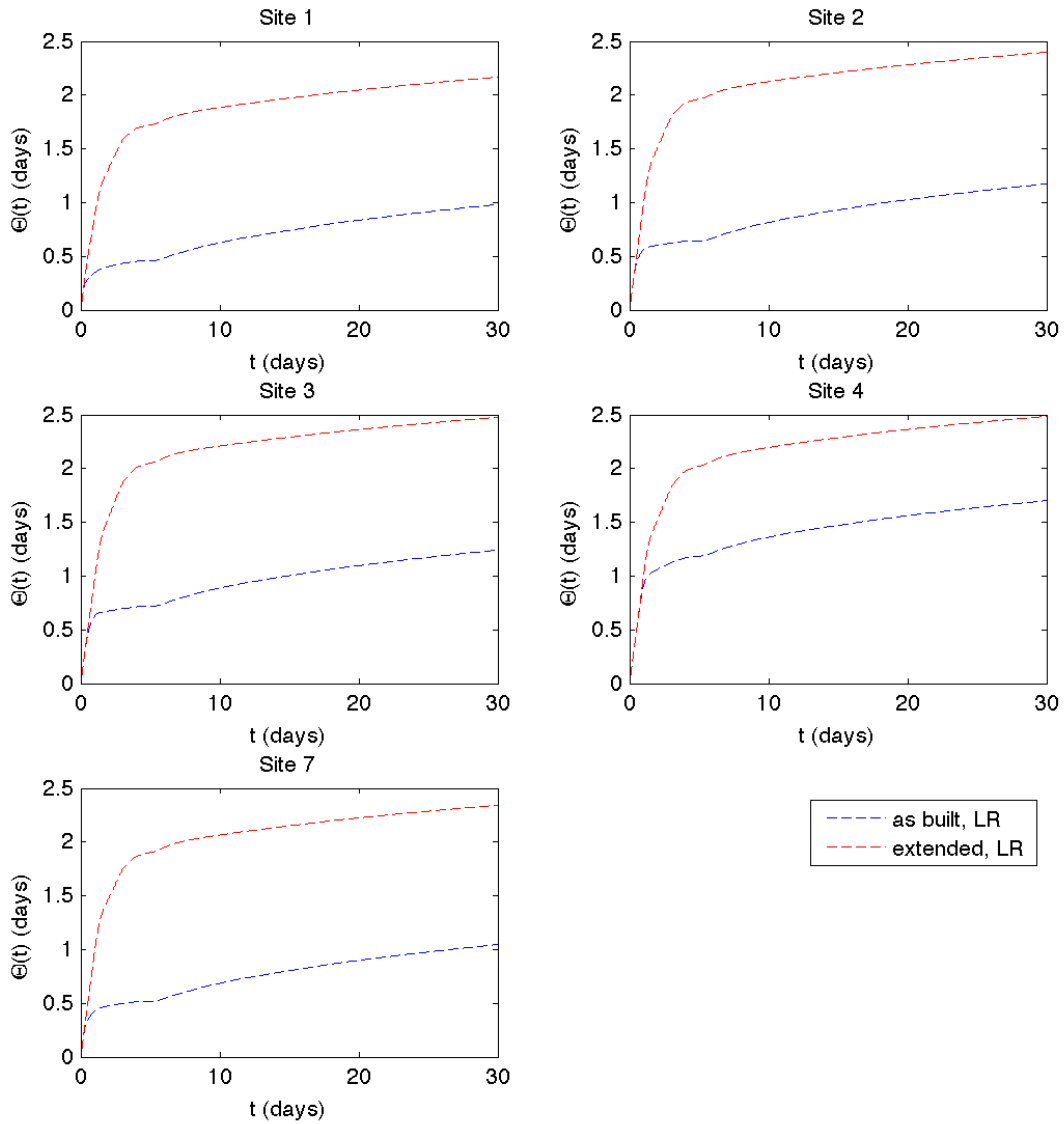 Site 1
2.5
2
1.5
1
0.5
0
Θ(t) (days)
0 10 20 30
t (days)
Site 2
2.5
2
1.5
1
0.5
0
Θ(t) (days)
0 10 20 30
t (days)
Site 3
2.5
2
1.5
1
0.5
0
Θ(t) (days)
0 10 20 30
t (days)
Site 4
2.5
2
1.5
1
0.5
0
Θ(t) (days)
0 10 20 30
t (days)
Site 7
2.5
2
1.5
1
0.5
0
Θ(t) (days)
0 10 20 30
t (days)
as built, LR
extended, LR